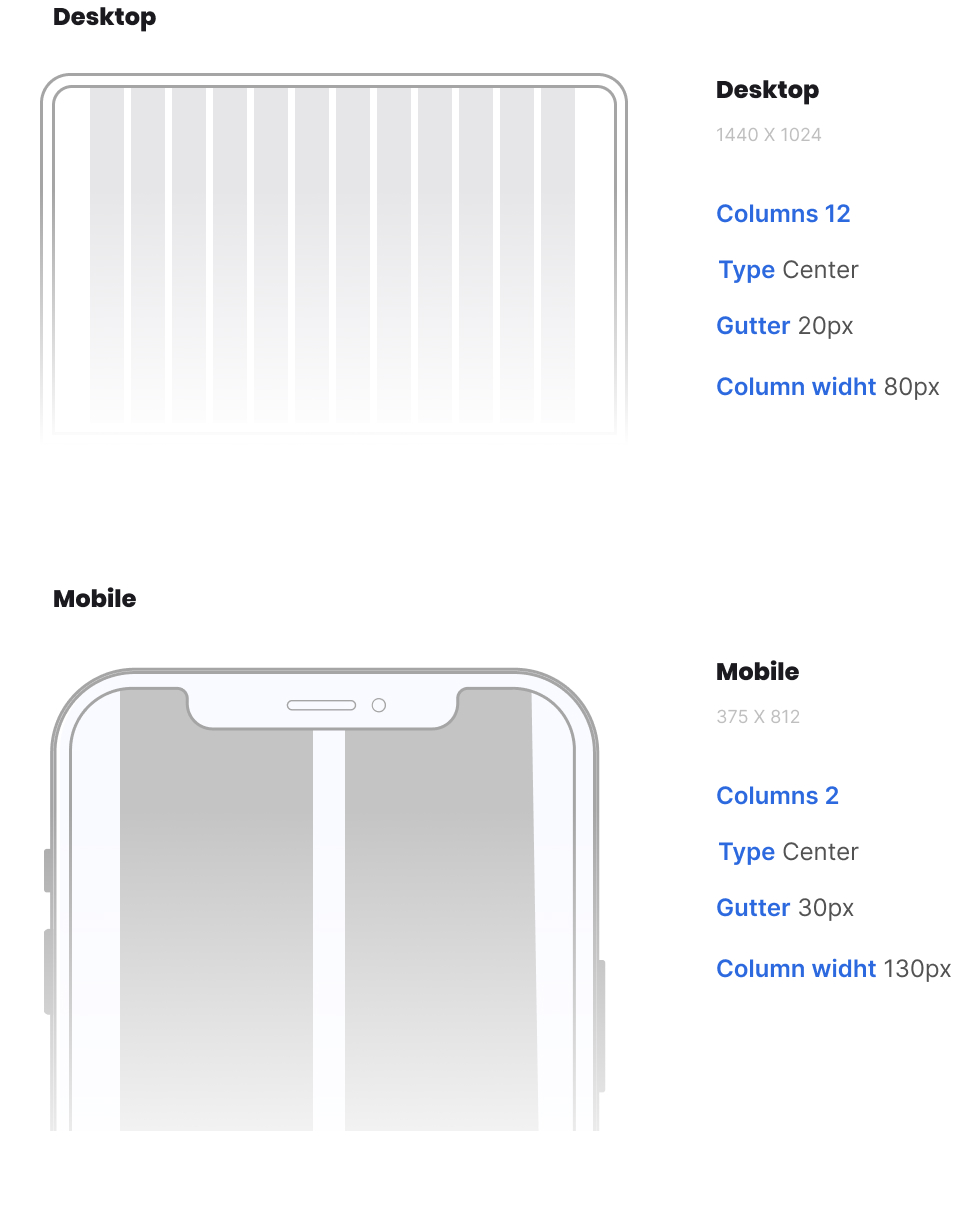 Desktop
Desktop
1440 X 1024
Columns 12
Type Center
Gutter 20px
Column widht 80px
Mobile
Mobile
375 X 812
Columns 2
Type Center
Gutter 30px
Column widht 130px